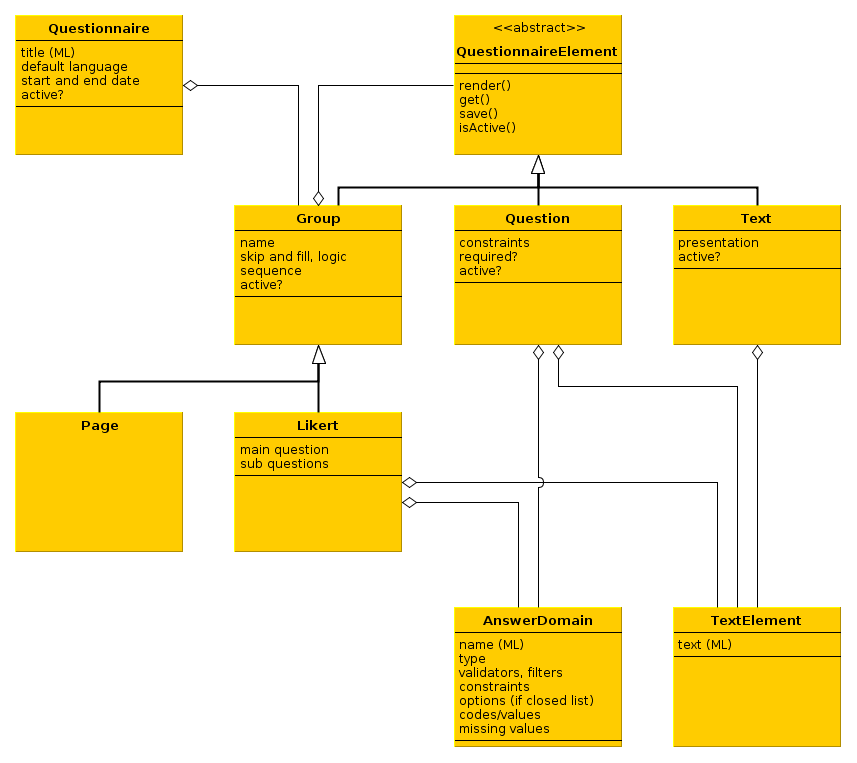 Questionnaire
title (ML)
default language
start and end date
active?
<<abstract>>
QuestionnaireElement
render()
get()
save()
isActive()
Group
name
skip and fill, logic
sequence
active?
Question
constraints
required?
active?
Text
presentation
active?
Page
Likert
main question
sub questions
AnswerDomain
name (ML)
type
validators, filters
constraints
options (if closed list)
codes/values
missing values
TextElement
text (ML)